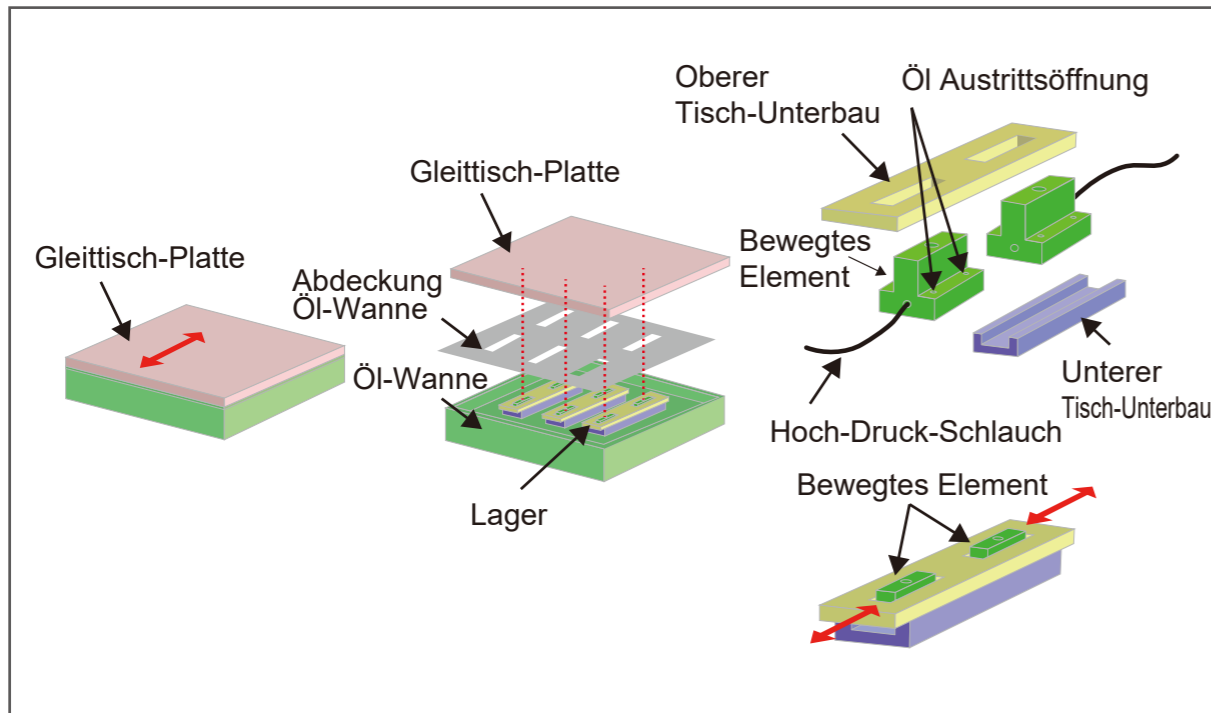 Gleittisch-Platte
Gleittisch-Platte
Abdeckung
Öl-Wanne
Öl-Wanne
Lager
Oberer
Tisch-Unterbau
Öl Austrittsöffnung
Bewegtes
Element
Unterer
Tisch-Unterbau
Hoch-Druck-Schlauch
Bewegtes Element